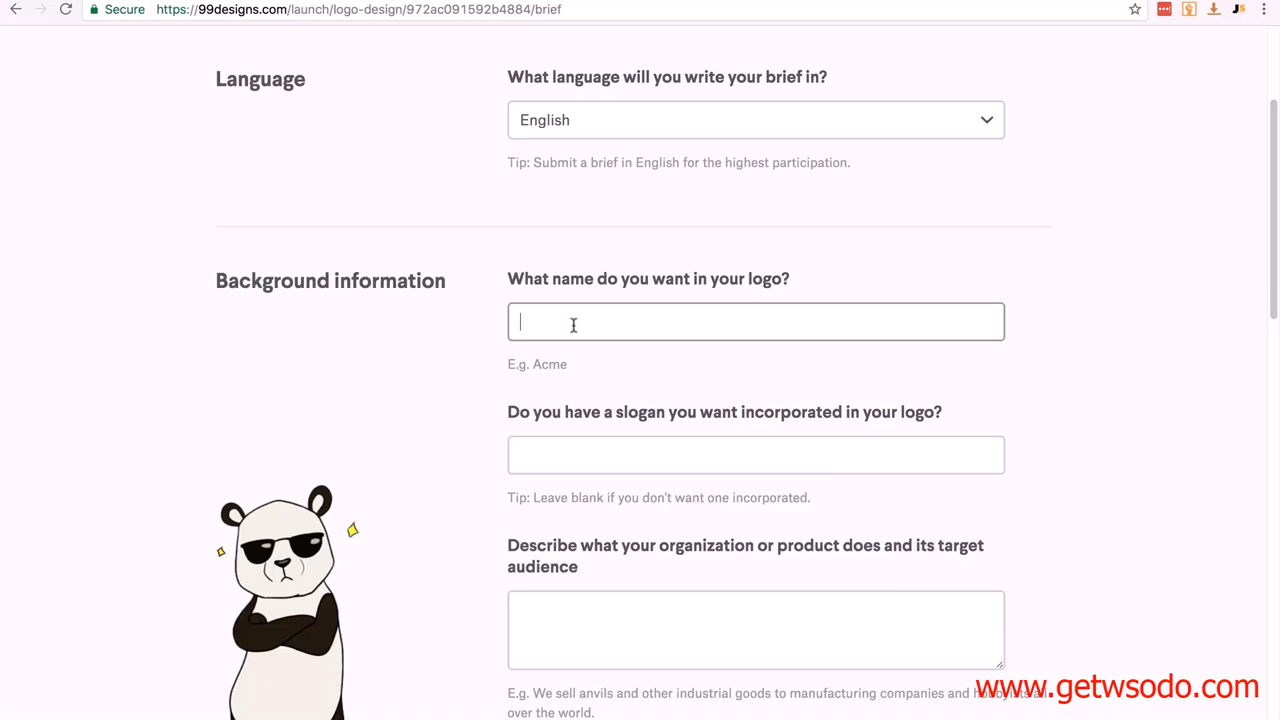 Secure https://99designs.com/launch/logo-design/972ac091592b4884/brief
Language
What language will you write your brief in?
English
Tip: Submit a brief in English for the highest participation.
Background information
What name do you want in your logo?
E.g. Acme
Do you have a slogan you want incorporated in your logo?
Tip: Leave blank if you don't want one incorporated.
Describe what your organization or product does and its target
audience
E.g. We sell anvils and other industrial goods to manufacturing companies and hobbyists all
over the world.
www.getwsodo.com
JS